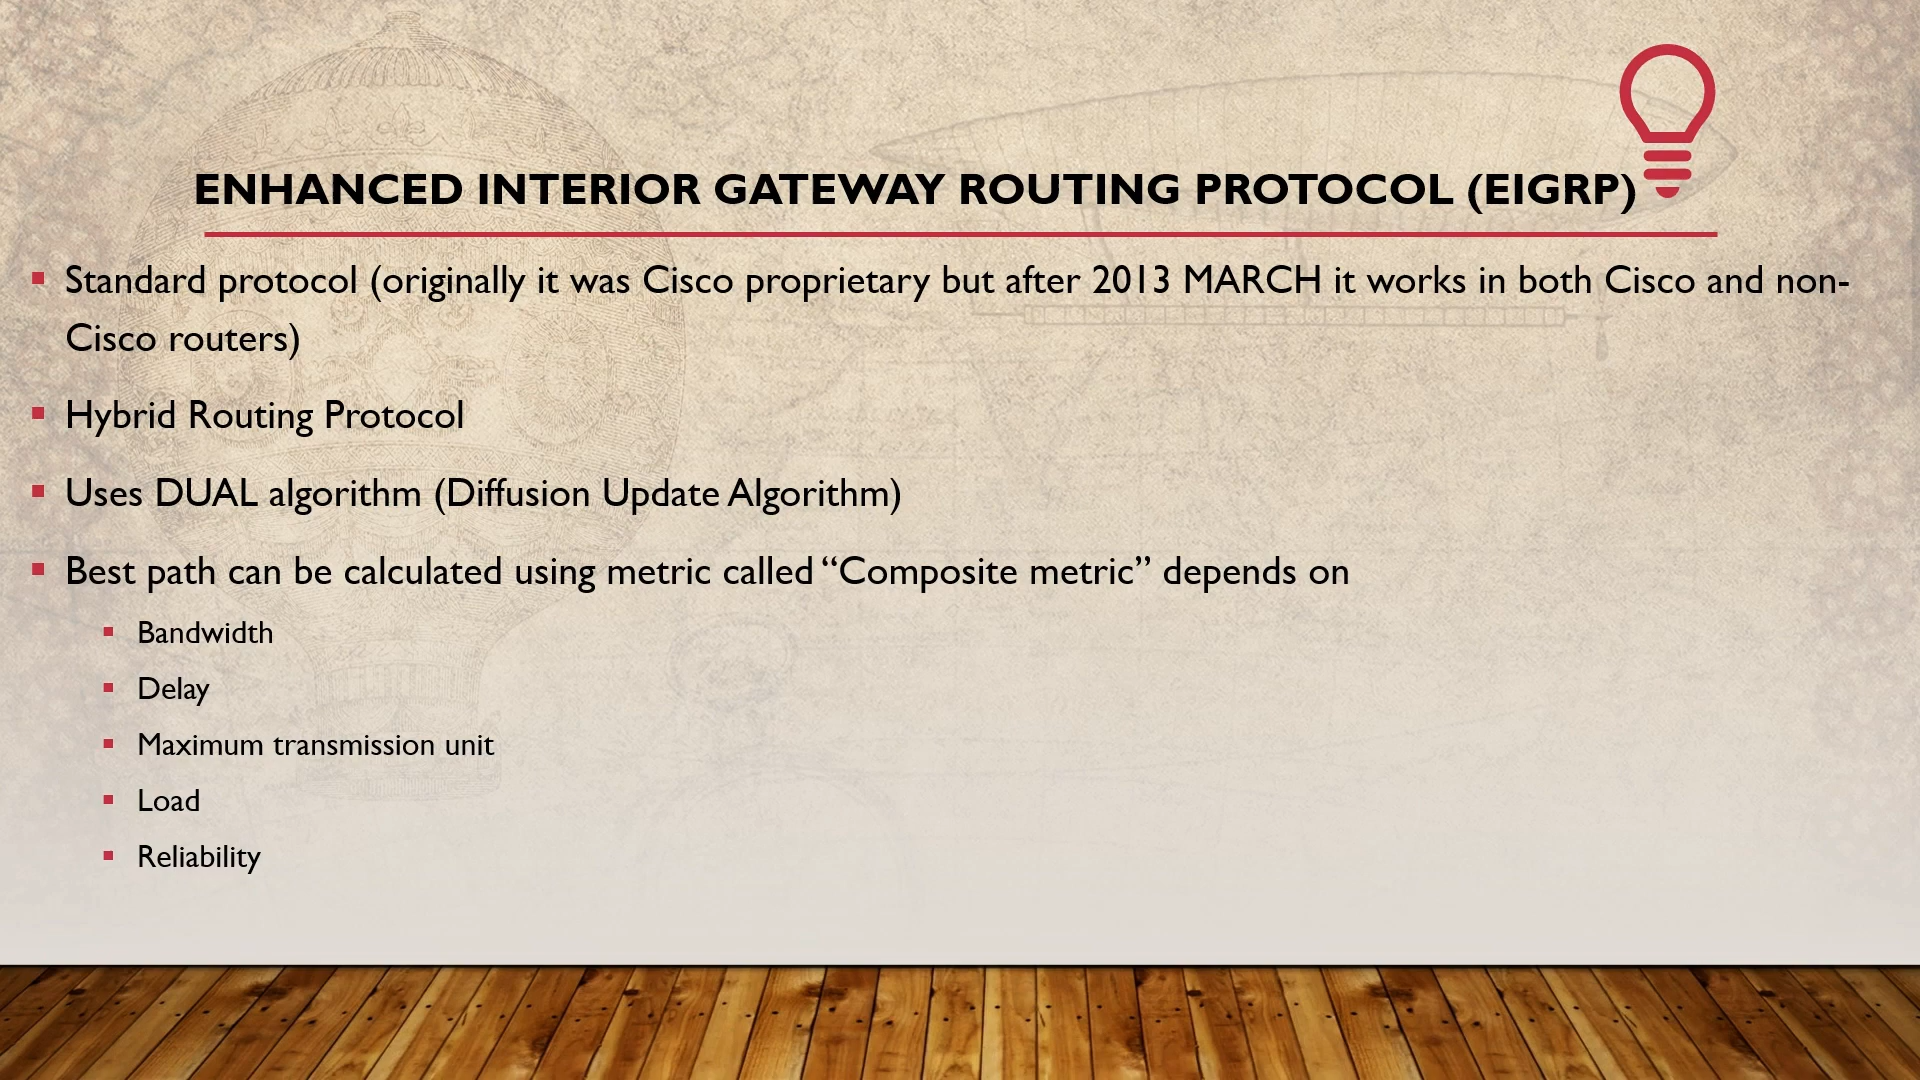 ENHANCED INTERIOR GATEWAY ROUTING PROTOCOL (EIGRP)
Standard protocol (originally it was Cisco proprietary but after 2013 MARCH it works in both Cisco and non-
Cisco routers)
Hybrid Routing Protocol
Uses DUAL algorithm (Diffusion Update Algorithm)
Best path can be calculated using metric called “Composite metric” depends on
Bandwidth
Delay
Maximum transmission unit
Load
Reliability